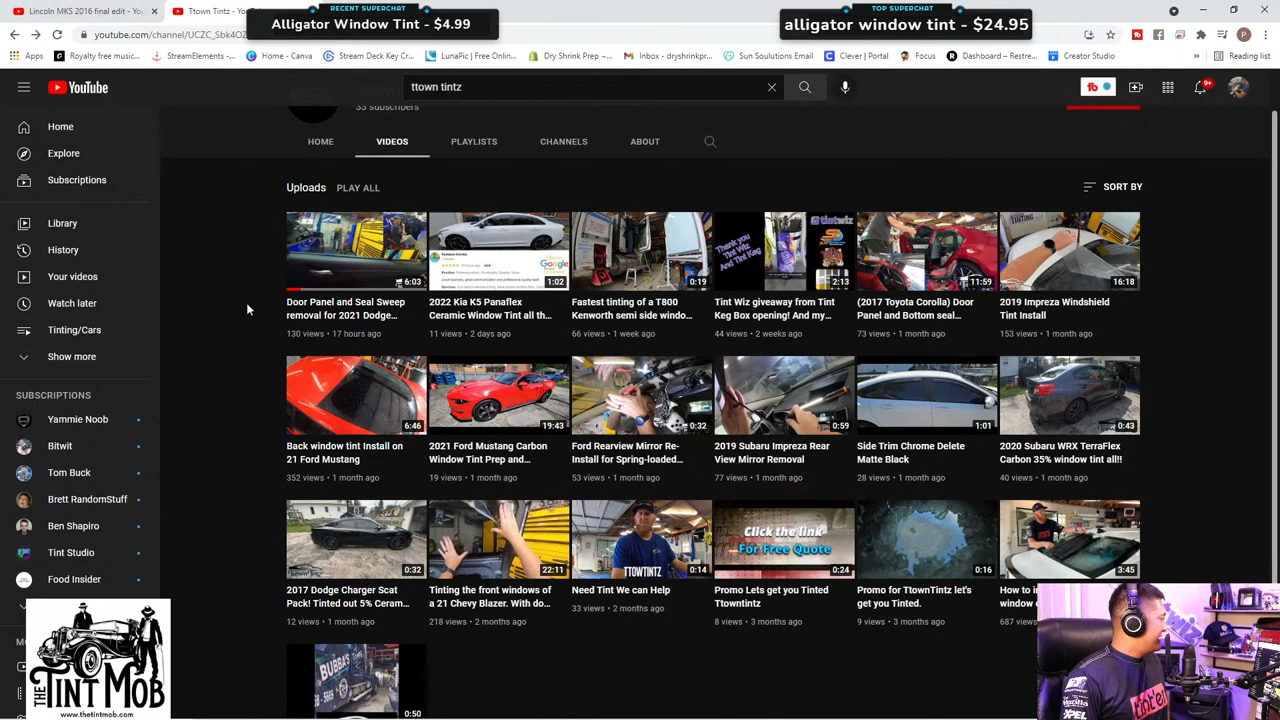 RECENT SUPERCHAT
Alligator Window Tint - $4.99
TOP SUPERCHAT
alligator window tint - $24.95
Lincoln MKS 2016 final edit - You
Ttown Tintz - You
youtube.com/channel/UCZC_Sbk4OZ
Apps
Royalty free music...
StreamElements -...
Home - Canva
Stream Deck Key Cr...
LunaPic | Free Onlin...
Dry Shrink Prep -...
Inbox - dryshrinkpr...
Sun Soulutions Dail...
Clever | Portal
Focus
Dashboard – Restre...
Creator Email
Reading list
YouTube
ttown tintz
9+
33 subscribers
HOME
VIDEOS
PLAYLISTS
CHANNELS
ABOUT
Home
Explore
Subscriptions
Library
History
Your videos
Watch later
Tinting/Cars
Show more
SUBSCRIPTIONS
Yammie Noob
Bitwit
Tom Buck
Brett RandomStuff
Ben Shapiro
Tint Studio
Food Insider
Uploads
PLAY ALL
SORT BY
6:03
Door Panel and Seal Sweep
removal for 2021 Dodge...
130 views • 17 hours ago
Google
1:02
2022 Kia K5 Panaflex
Ceramic Window Tint all th...
11 views • 2 days ago
0:19
Fastest tinting of a T800
Kenworth semi side windo...
66 views • 1 week ago
Thank you
Tint Wiz
tintwiz
2:13
Tint Wiz giveaway from Tint
Keg Box opening! And my...
44 views • 2 weeks ago
11:59
(2017 Toyota Corolla) Door
Panel and Bottom seal...
73 views • 1 month ago
TINTING
16:18
2019 Impreza Windshield
Tint Install
153 views • 1 month ago
6:46
Back window tint Install on
21 Ford Mustang
352 views • 1 month ago
19:43
2021 Ford Mustang Carbon
Window Tint Prep and...
19 views • 1 month ago
0:32
Ford Rearview Mirror Re-
Install for Spring-loaded...
53 views • 1 month ago
0:59
2019 Subaru Impreza Rear
View Mirror Removal
77 views • 1 month ago
1:01
Side Trim Chrome Delete
Matte Black
28 views • 1 month ago
0:43
2020 Subaru WRX TerraFlex
Carbon 35% window tint all!!
40 views • 1 month ago
0:32
2017 Dodge Charger Scat
Pack! Tinted out 5% Ceram...
12 views • 1 month ago
22:11
Tinting the front windows of
a 21 Chevy Blazer. With do...
218 views • 2 months ago
TTOWNTINTZ
0:14
Need Tint We can Help
33 views • 2 months ago
Click the link
For Free Quote
0:24
Promo Lets get you Tinted
Ttowntintz
8 views • 3 months ago
0:16
Promo for TtownTintz let's
get you Tinted.
9 views • 3 months ago
3:45
How to in
window
687 views
BUBBA'S
0:50
THE TINT MOB
www.thetintmob.com
tinter
XPEL